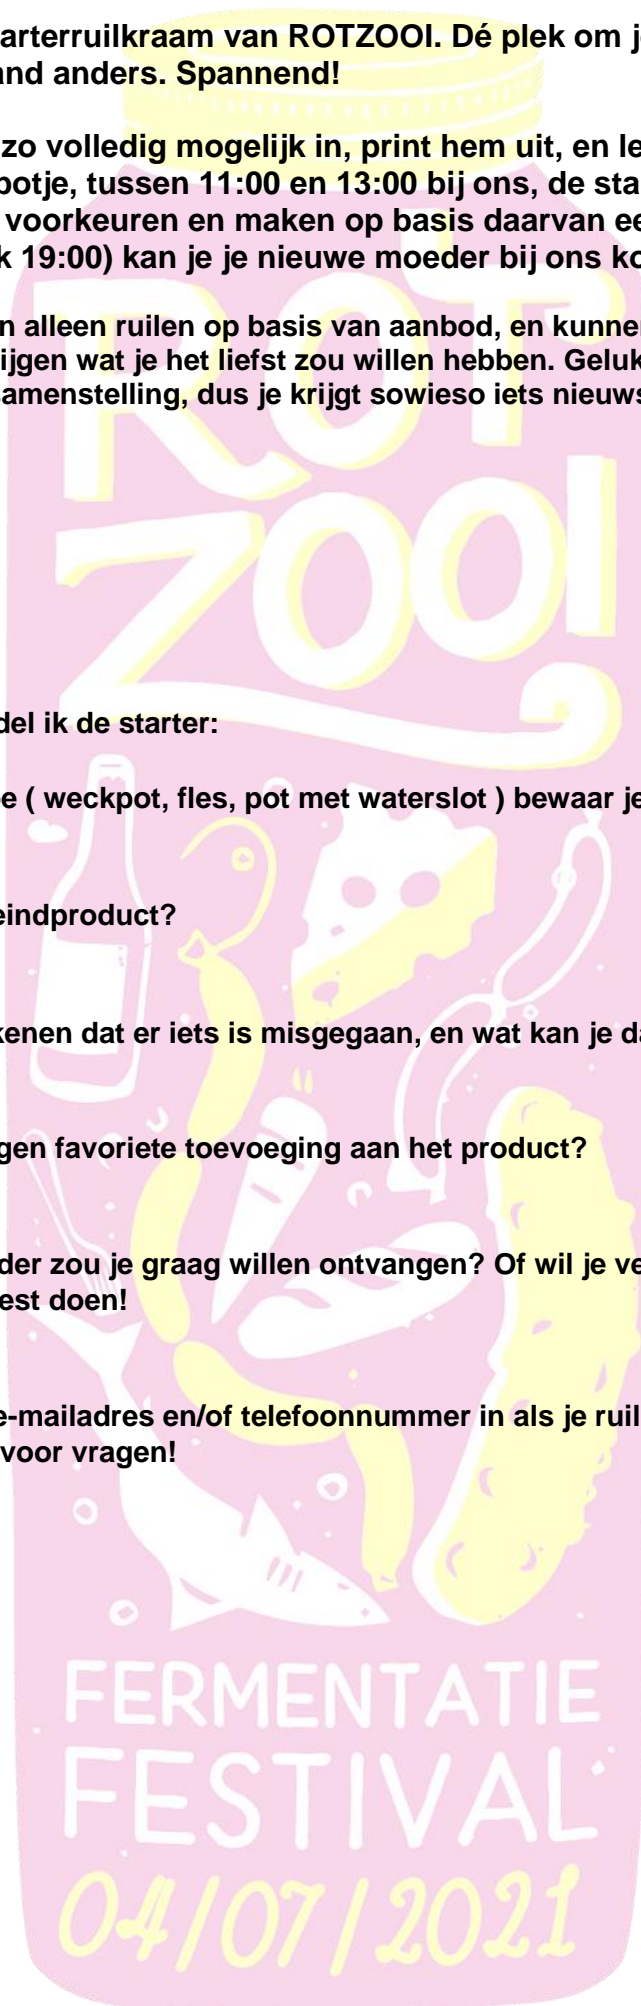 arterruilkraam van ROTZOOI. Dé plek om j
and anders. Spannend!
zo volledig mogelijk in, print hem uit, en le
potje, tussen 11:00 en 13:00 bij ons, de sta
voorkeuren en maken op basis daarvan ee
k 19:00) kan je je nieuwe moeder bij ons ko
n alleen ruilen op basis van aanbod, en kunne
ijgen wat je het liefst zou willen hebben. Geluk
samenstelling, dus je krijgt sowieso iets nieuws
ROT
ZOOI
del ik de starter:
e ( weckpot, fles, pot met waterslot ) bewaar je
eindproduct?
kenen dat er iets is misgegaan, en wat kan je da
gen favoriete toevoeging aan het product?
der zou je graag willen ontvangen? Of wil je ve
est doen!
e-mailadres en/of telefoonnummer in als je ruil
voor vragen!
FERMENTATIE
FESTIVAL
04/07/2021